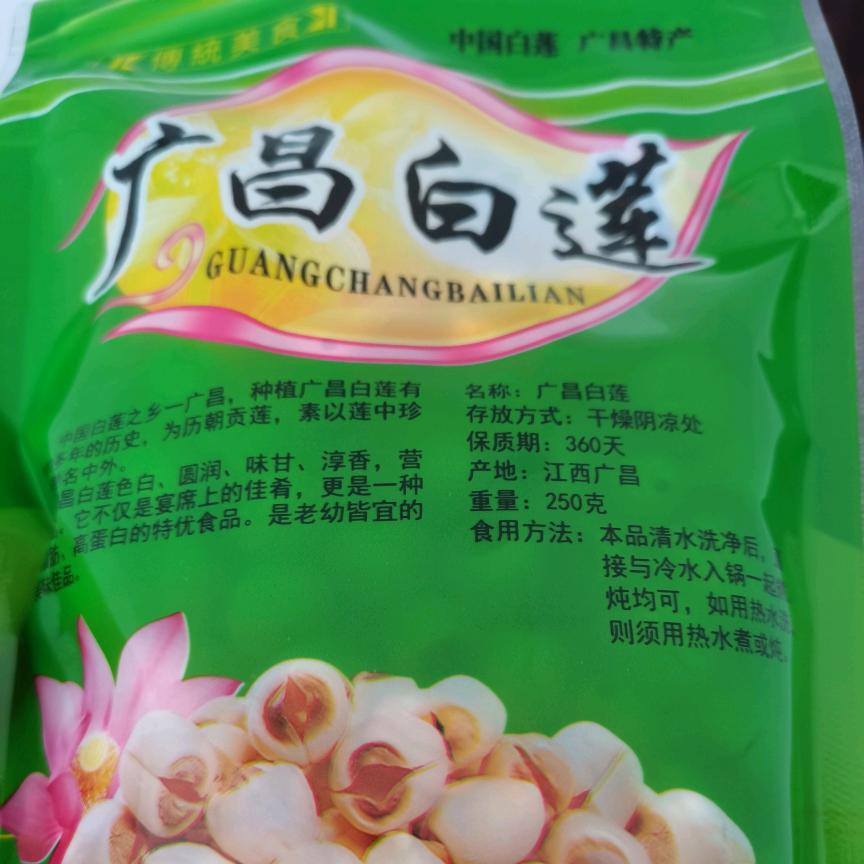 傳統美食
中国白莲 广昌特产
广昌白莲
GUANGCHANGBAILIAN
中国白莲之乡一广昌，种植广昌白莲有
年的历史，为历朝贡莲，素以莲中珍
名中外。
昌白莲色白、圆润、味甘、淳香，营
。它不仅是宴席上的佳肴，更是一种
、高蛋白的特优食品。是老幼皆宜的
佳品。
名称：广昌白莲
存放方式：干燥阴凉处
保质期：360天
产地：江西广昌
重量：250克
食用方法：本品清水洗净后，
接与冷水入锅一起
炖均可，如用热水
则须用热水煮或炖